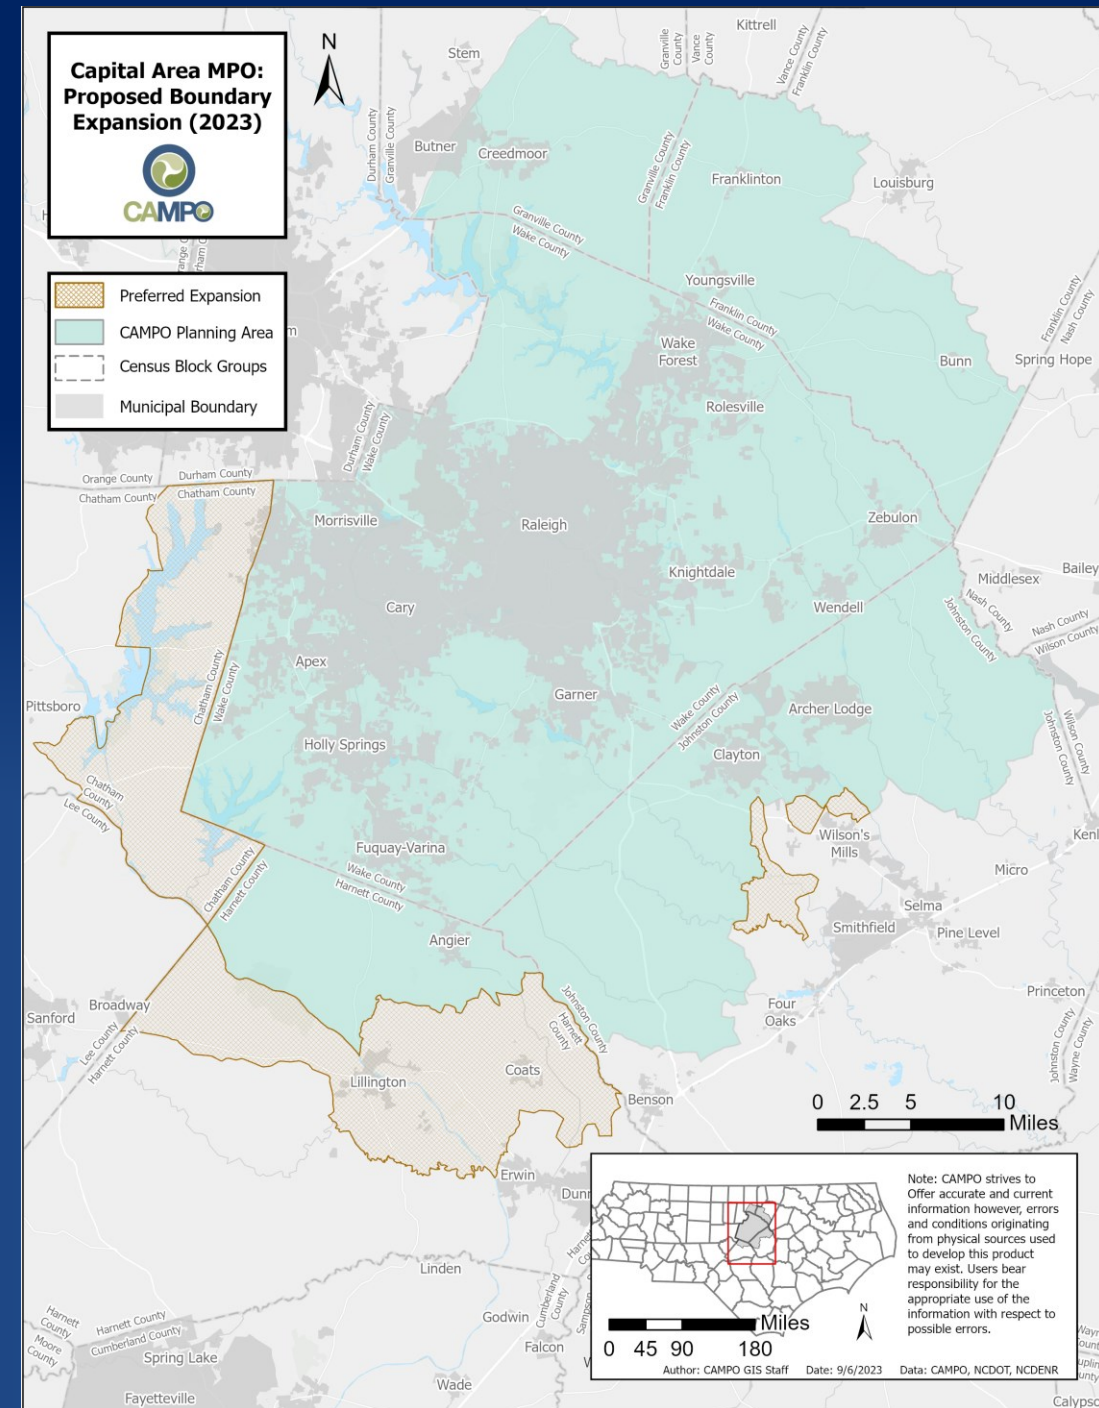 Capital Area MPO:
Proposed Boundary
Expansion (2023)
CAMPO
Preferred Expansion
CAMPO Planning Area
Census Block Groups
Municipal Boundary
N
Kittrell
Stem
Granville
County
Vance
County
Vance County
Franklin County
Durham County
Granville County
Butner
Creedmoor
Granville County
Franklin County
Franklinton
Louisburg
Granville County
Wake County
Youngsville
Franklin County
Wake County
Wake
Forest
Franklin County
Nash County
Bunn
Spring Hope
Rolesville
Durham County
Wake County
Orange County
Durham County
Chatham County
Chatham County
Morrisville
Raleigh
Zebulon
Knightdale
Middlesex
Bailey
Cary
Wendell
Nash County
Johnston County
Nash County
Wilson County
Apex
Chatham County
Wake County
Garner
Pittsboro
Wake County
Johnston County
Archer Lodge
Wilson County
Johnston County
Holly Springs
Clayton
Chatham
County
Lee County
Wilson's
Mills
Fuquay-Varina
Chatham County
Harnett County
Wake County
Harnett County
Micro
Selma
Smithfield
Pine Level
Angier
Broadway
Sanford
Lee County
Harnett County
Johnston County
Harnett
County
Four
Oaks
Princeton
Johnston County
Wayne County
Lillington
Coats
Benson
0 2.5 5 10
Miles
Erwin
Linden
Godwin
Cumberland
County
Falcon
Harnett
County
Moore
County
Harnett County
Cumberland County
Spring Lake
Fayetteville
Wade
Miles
0 45 90 180
N
Note: CAMPO strives to
Offer accurate and current
information however, errors
and conditions originating
from physical sources used
to develop this product
may exist. Users bear
responsibility for the
appropriate use of the
information with respect to
possible errors.
Author: CAMPO GIS Staff Date: 9/6/2023 Data: CAMPO, NCDOT, NCDENR